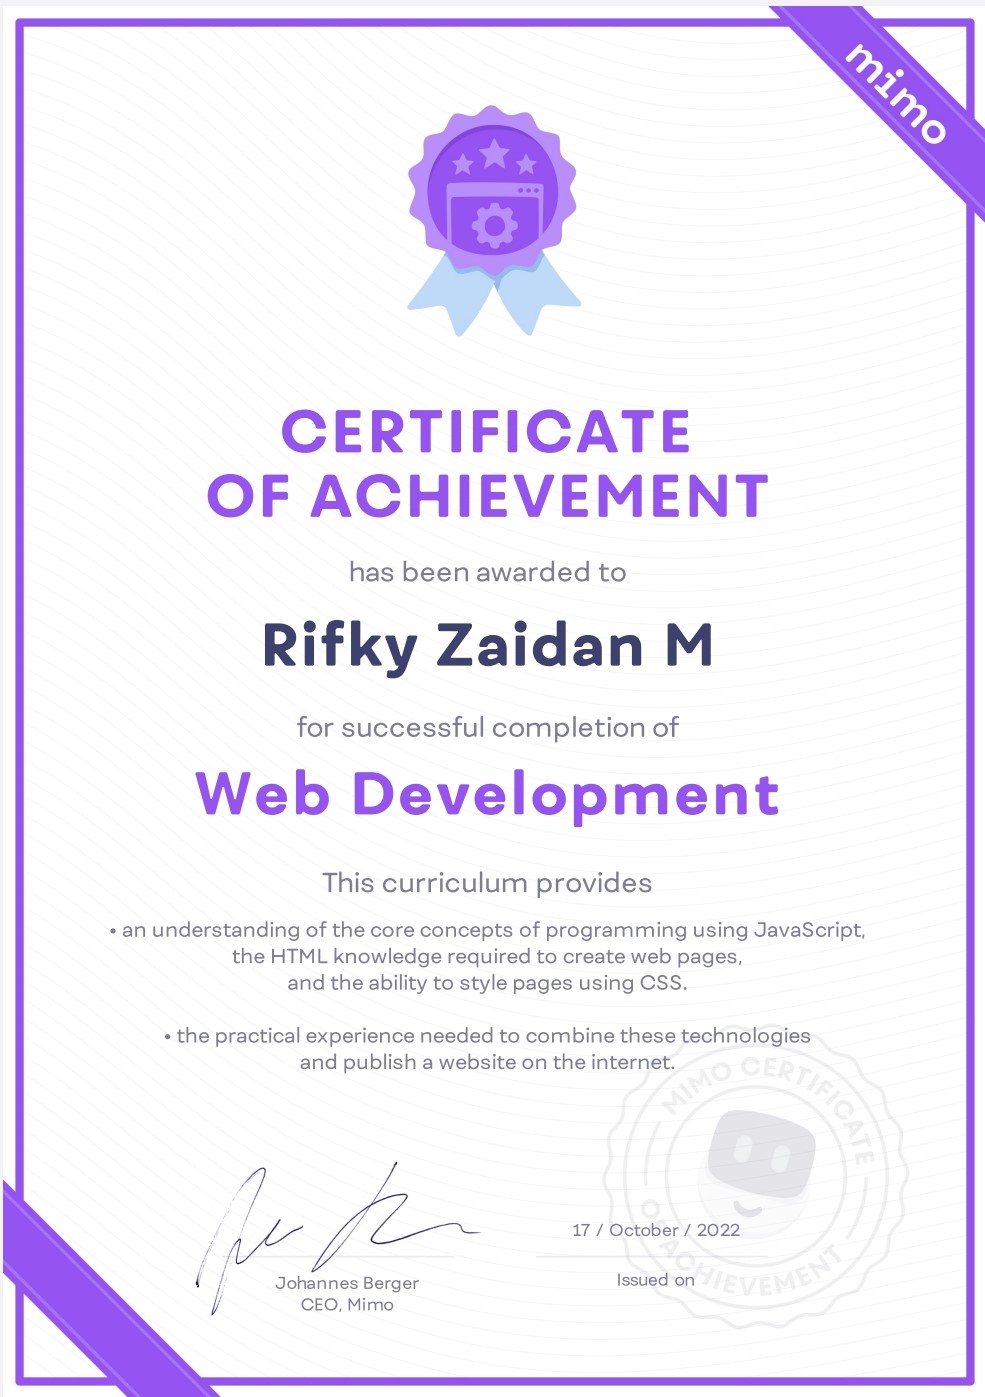 mimo
CERTIFICATE
OF ACHIEVEMENT
has been awarded to
Rifky Zaidan M
for successful completion of
Web Development
This curriculum provides
• an understanding of the core concepts of programming using JavaScript,
the HTML knowledge required to create web pages,
and the ability to style pages using CSS.
• the practical experience needed to combine these technologies
and publish a website on the internet.
MIMO CERTIFICATE
OF ACHIEVEMENT
17 / October / 2022
Issued on
Johannes Berger
CEO, Mimo